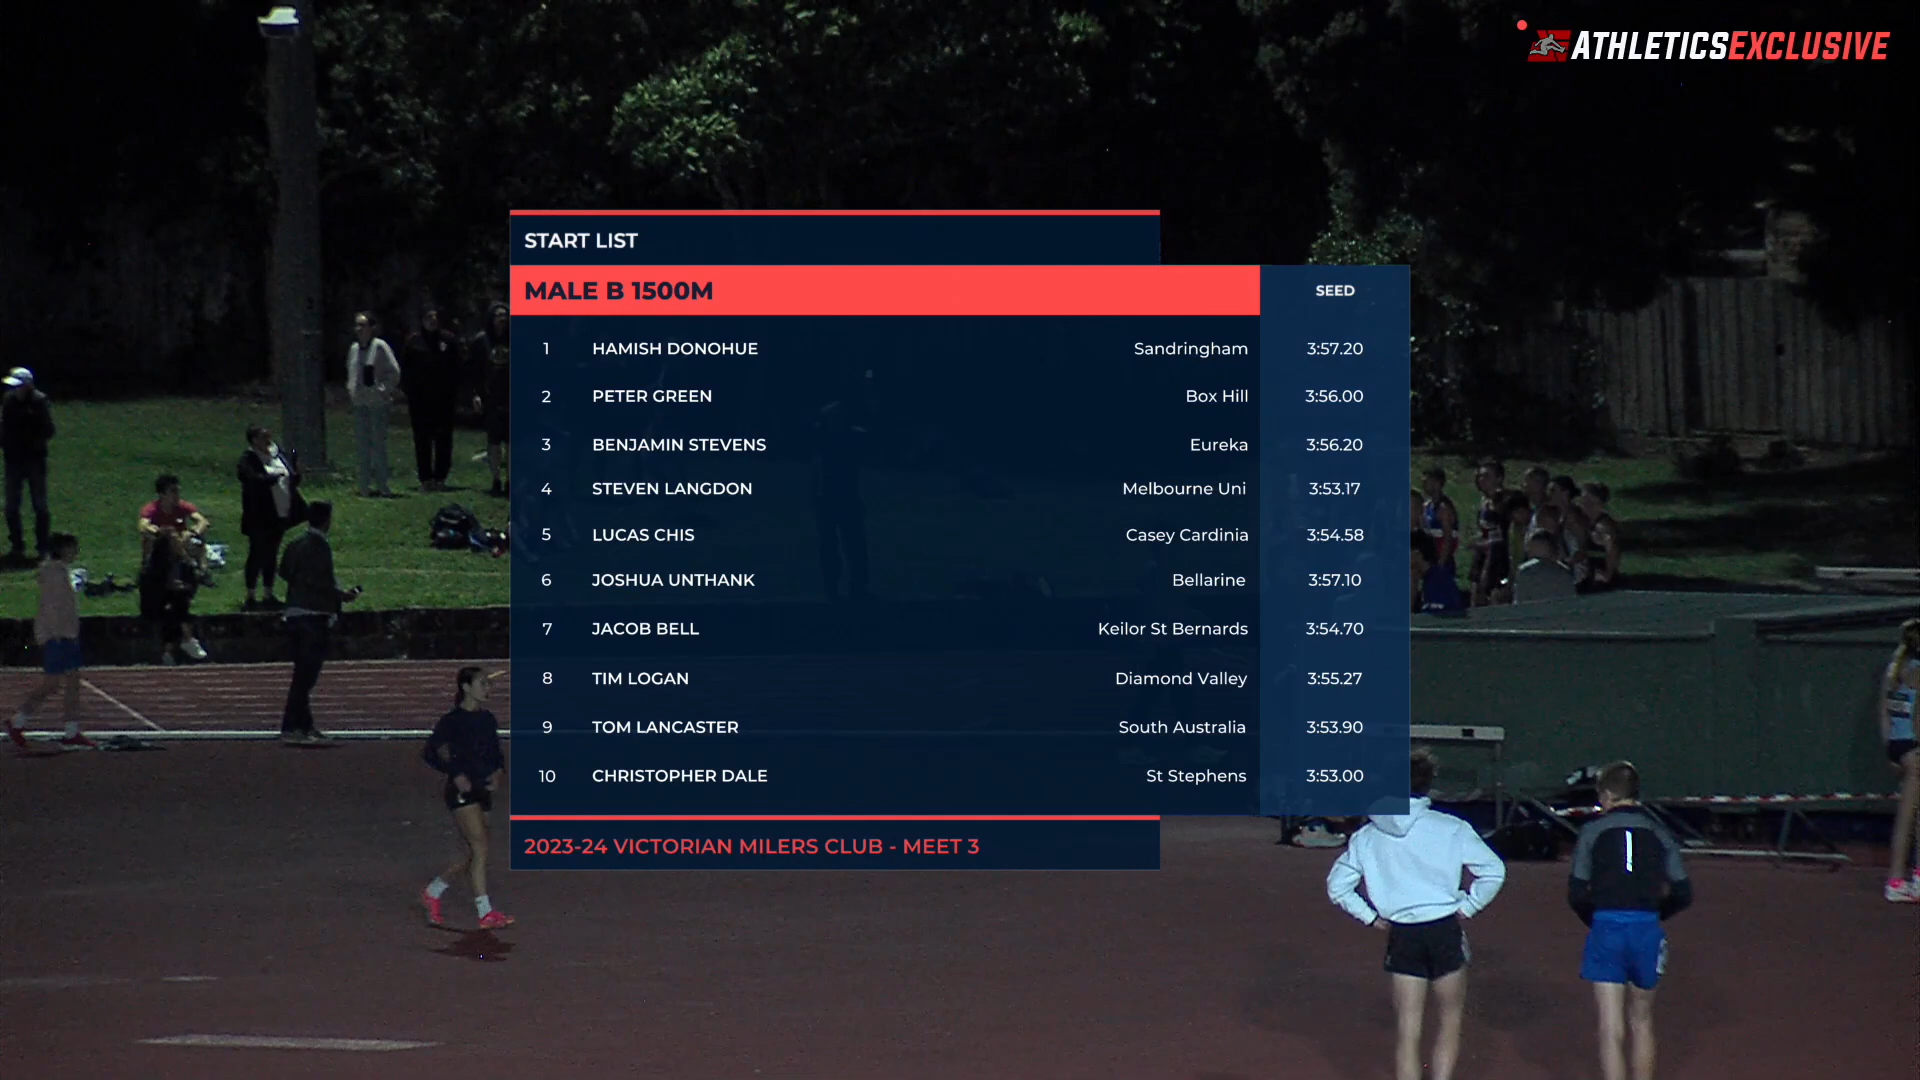 ATHLETICSEXCLUSIVE
START LIST
MALE B 1500M SEED
1 HAMISH DONOHUE Sandringham 3:57.20
2 PETER GREEN Box Hill 3:56.00
3 BENJAMIN STEVENS Eureka 3:56.20
4 STEVEN LANGDON Melbourne Uni 3:53.17
5 LUCAS CHIS Casey Cardinia 3:54.58
6 JOSHUA UNTHANK Bellarine 3:57.10
7 JACOB BELL Keilor St Bernards 3:54.70
8 TIM LOGAN Diamond Valley 3:55.27
9 TOM LANCASTER South Australia 3:53.90
10 CHRISTOPHER DALE St Stephens 3:53.00
2023-24 VICTORIAN MILERS CLUB - MEET 3